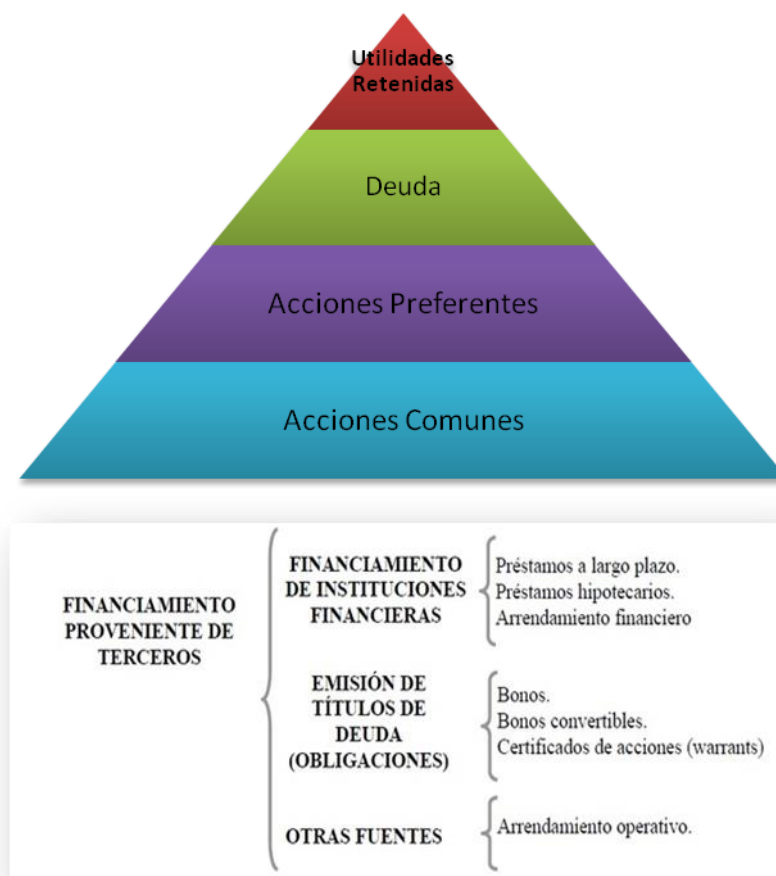 Utilidades
Retenidas
Deuda
Acciones Preferentes
Acciones Comunes
FINANCIAMIENTO
PROVENIENTE DE
TERCEROS
FINANCIAMIENTO
DE INSTITUCIONES
FINANCIERAS
Préstamos a largo plazo.
Préstamos hipotecarios.
Arrendamiento financiero
EMISIÓN DE
TÍTULOS DE
DEUDA
(OBLIGACIONES)
Bonos.
Bonos convertibles.
Certificados de acciones (warrants)
OTRAS FUENTES
Arrendamiento operativo.